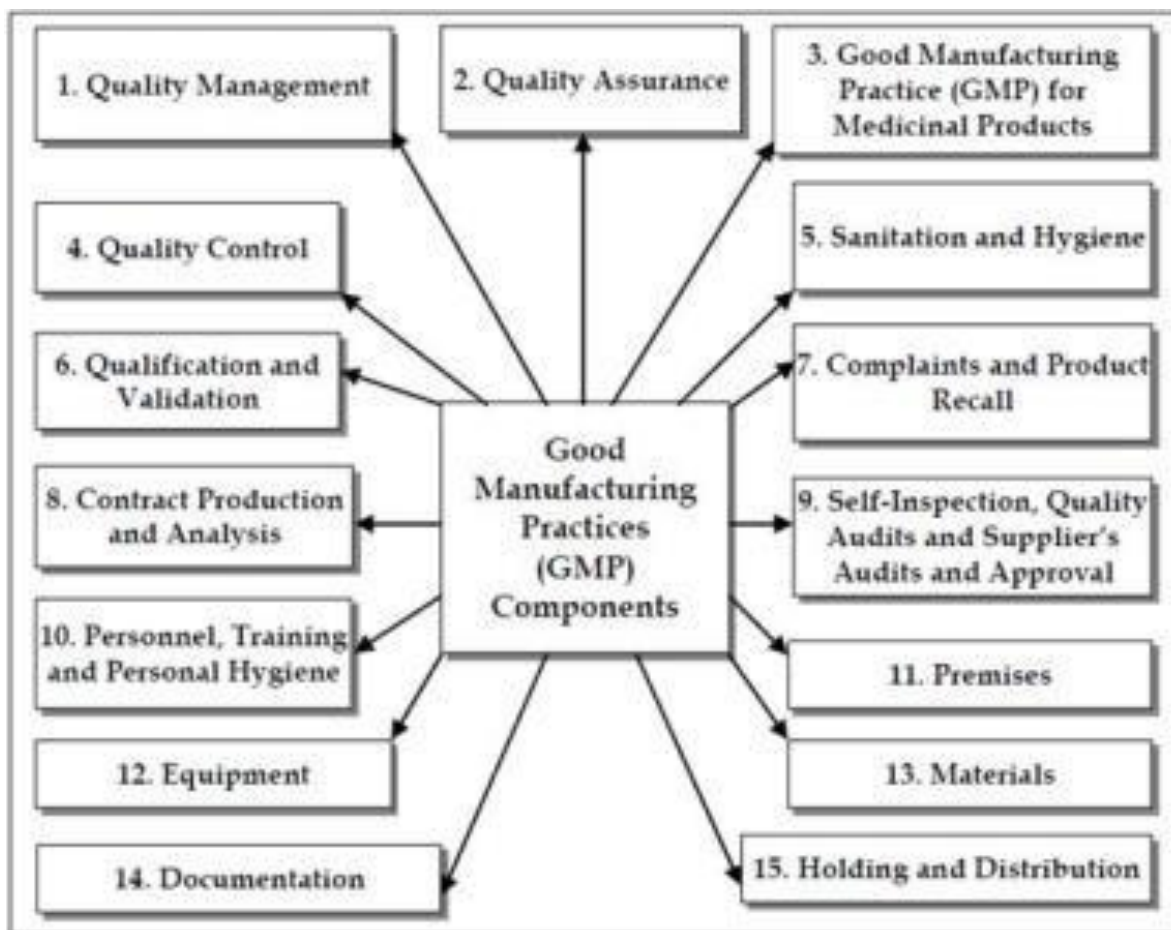 1. Quality Management
2. Quality Assurance
3. Good Manufacturing
Practice (GMP) for
Medicinal Products
4. Quality Control
5. Sanitation and Hygiene
6. Qualification and
Validation
7. Complaints and Product
Recall
Good
Manufacturing
Practices
(GMP)
Components
8. Contract Production
and Analysis
9. Self-Inspection, Quality
Audits and Supplier's
Audits and Approval
10. Personnel, Training
and Personal Hygiene
11. Premises
12. Equipment
13. Materials
14. Documentation
15. Holding and Distribution